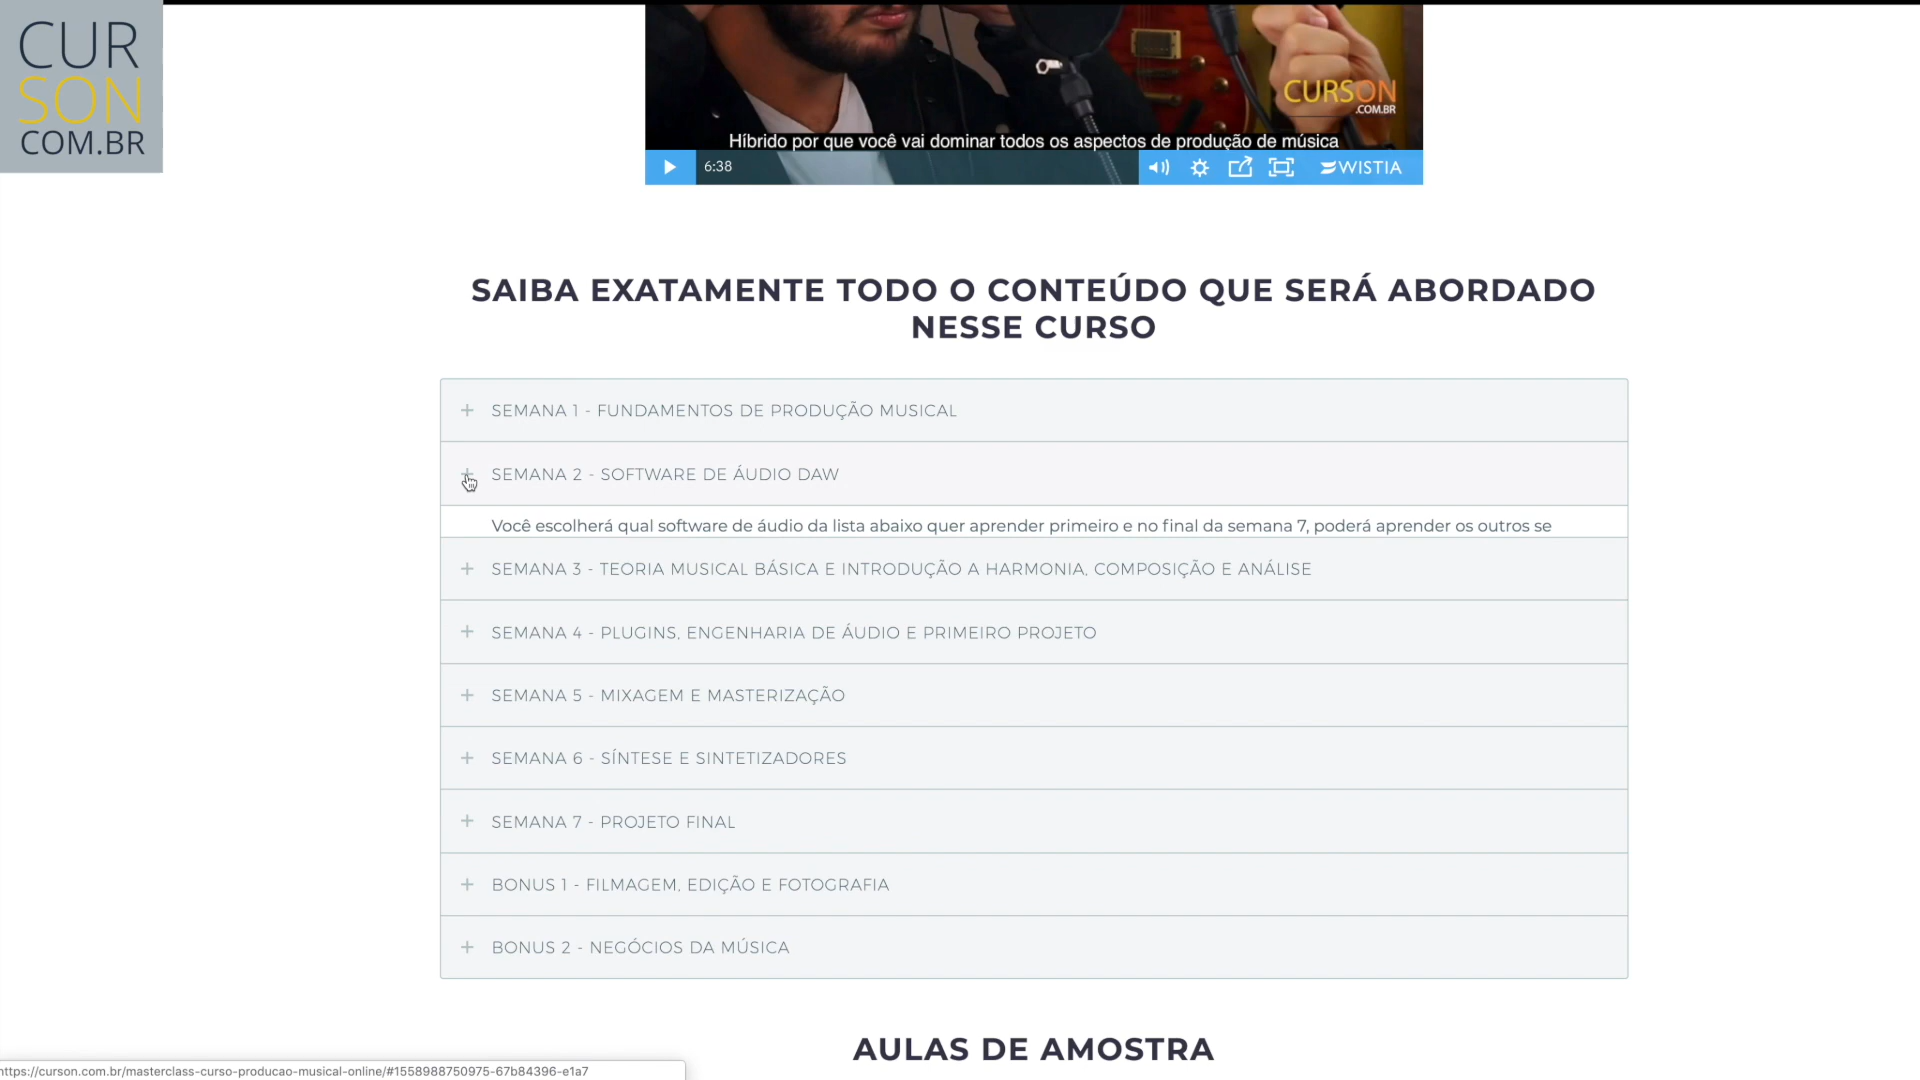 CUR
SON
COM.BR
CURSON
.COM.BR
Híbrido por que você vai dominar todos os aspectos de produção de música
6:38
WISTIA
SAIBA EXATAMENTE TODO O CONTEÚDO QUE SERÁ ABORDADO
NESSE CURSO
SEMANA 1 - FUNDAMENTOS DE PRODUÇÃO MUSICAL
SEMANA 2 - SOFTWARE DE ÁUDIO DAW
Você escolherá qual software de áudio da lista abaixo quer aprender primeiro e no final da semana 7, poderá aprender os outros se
SEMANA 3 - TEORIA MUSICAL BÁSICA E INTRODUÇÃO A HARMONIA, COMPOSIÇÃO E ANÁLISE
SEMANA 4 - PLUGINS, ENGENHARIA DE ÁUDIO E PRIMEIRO PROJETO
SEMANA 5 - MIXAGEM E MASTERIZAÇÃO
SEMANA 6 - SÍNTESE E SINTETIZADORES
SEMANA 7 - PROJETO FINAL
BONUS 1 - FILMAGEM, EDIÇÃO E FOTOGRAFIA
BONUS 2 - NEGÓCIOS DA MÚSICA
AULAS DE AMOSTRA
https://curson.com.br/masterclass-curso-producao-musical-online/#1558988750975-67b84396-e1a7